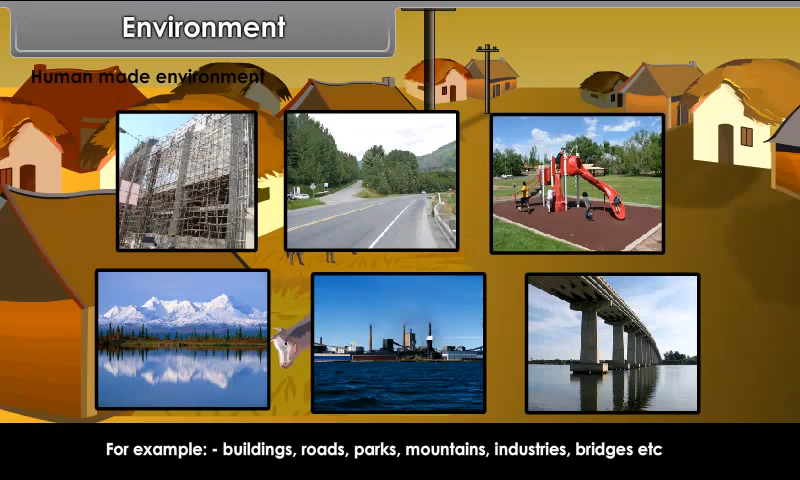 Environment
Human made environment
For example: - buildings, roads, parks, mountains, industries, bridges etc